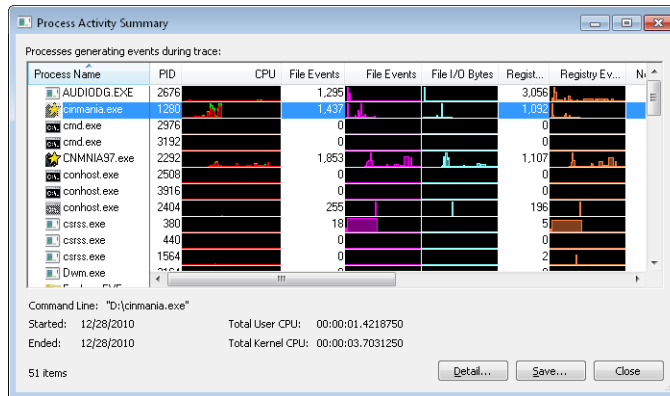 Process Activity Summary
Processes generating events during trace:
Process Name PID CPU File Events File Events File I/O Bytes Regist... Registry Ev... N
AUDIODG.EXE 2676 1,295 3,056
cinmania.exe 1280 1,437 1,092
cmd.exe 2976 0 0
cmd.exe 3192 0 0
CNMNIA97.exe 2292 1,853 1,107
conhost.exe 2508 0 0
conhost.exe 3916 0 0
conhost.exe 2404 255 196
csrss.exe 380 18 5
csrss.exe 440 0 0
csrss.exe 1564 0 2
Dwm.exe
Command Line: "D:\cinmania.exe"
Started: 12/28/2010 Total User CPU: 00:00:01.4218750
Ended: 12/28/2010 Total Kernel CPU: 00:00:03.7031250
51 items
Detail... Save... Close